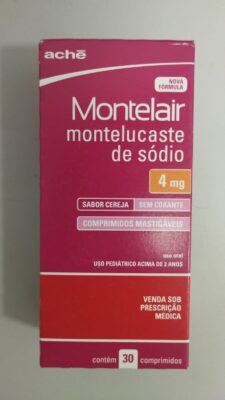 achē
NOVA
FÓRMULA
Montelair
montelucaste
de sódio
4 mg
SABOR CEREJA SEM CORANTE
COMPRIMIDOS MASTIGÁVEIS
uso oral
USO PEDIÁTRICO ACIMA DE 2 ANOS
VENDA SOB
PRESCRIÇÃO
MÉDICA
contém 30 comprimidos